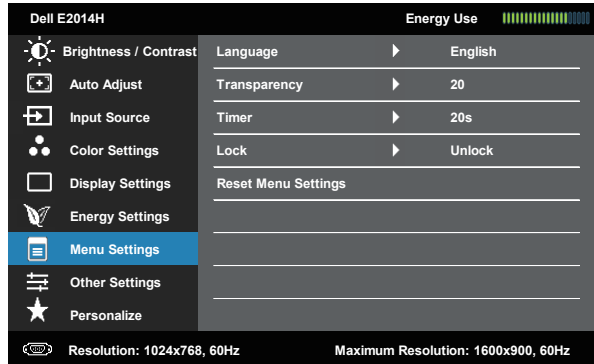 Dell E2014H Energy Use
Brightness / Contrast Language English
Auto Adjust Transparency 20
Input Source Timer 20s
Color Settings Lock Unlock
Display Settings Reset Menu Settings
Energy Settings
Menu Settings
Other Settings
Personalize
Resolution: 1024x768, 60Hz Maximum Resolution: 1600x900, 60Hz